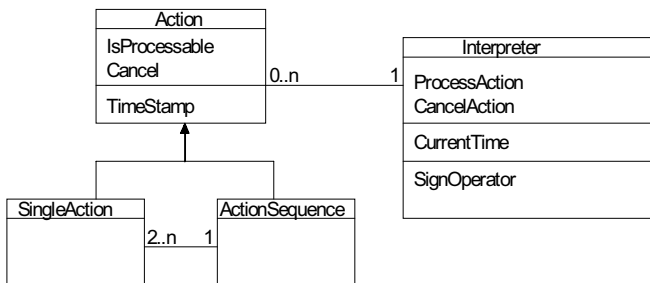 Action
IsProcessable
Cancel
TimeStamp
0..n
1
Interpreter
ProcessAction
CancelAction
CurrentTime
SignOperator
SingleAction
2..n
1
ActionSequence